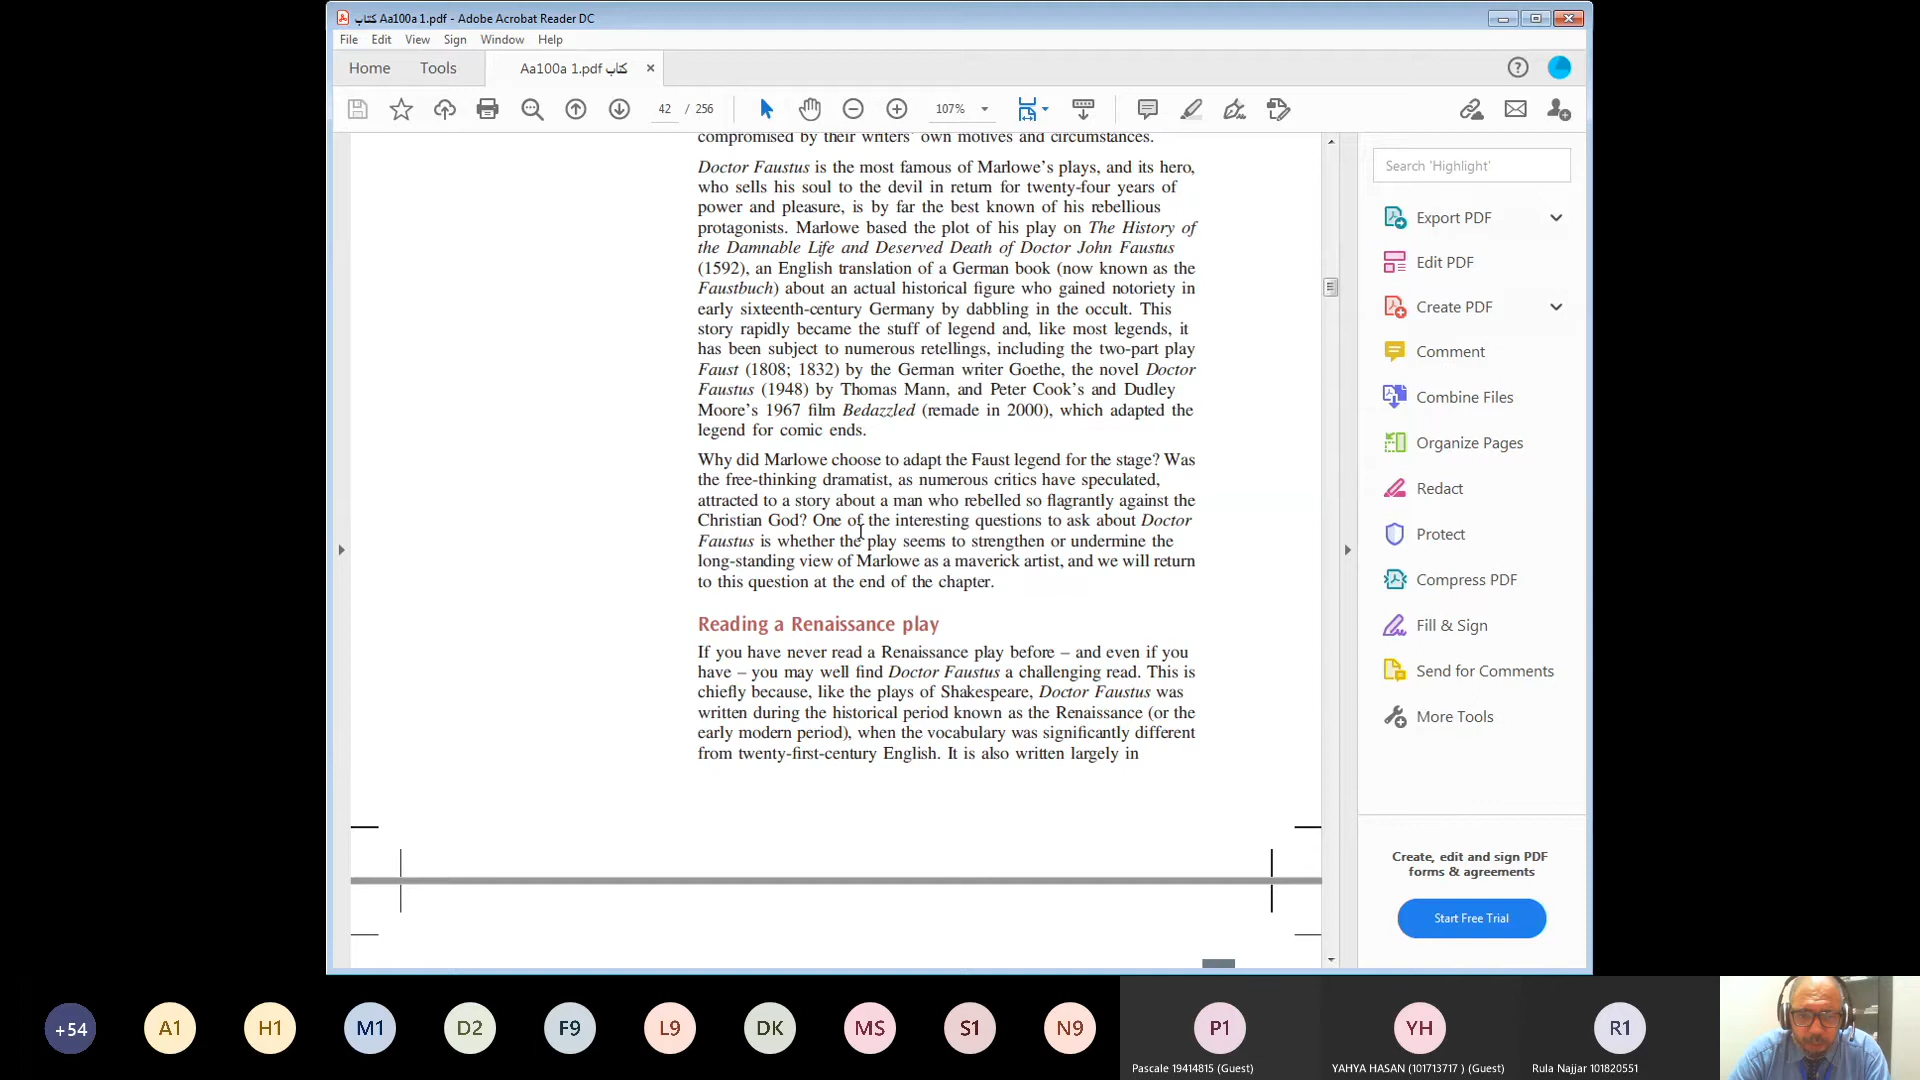 كتاب Aa100a 1.pdf - Adobe Acrobat Reader DC
File Edit View Sign Window Help
Home Tools Aa100a 1.pdf كتاب
42 / 256 107%
compromised by their writers' own motives and circumstances.
Doctor Faustus is the most famous of Marlowe's plays, and its hero,
who sells his soul to the devil in return for twenty-four years of
power and pleasure, is by far the best known of his rebellious
protagonists. Marlowe based the plot of his play on The History of
the Damnable Life and Deserved Death of Doctor John Faustus
(1592), an English translation of a German book (now known as the
Faustbuch) about an actual historical figure who gained notoriety in
early sixteenth-century Germany by dabbling in the occult. This
story rapidly became the stuff of legend and, like most legends, it
has been subject to numerous retellings, including the two-part play
Faust (1808; 1832) by the German writer Goethe, the novel Doctor
Faustus (1948) by Thomas Mann, and Peter Cook's and Dudley
Moore's 1967 film Bedazzled (remade in 2000), which adapted the
legend for comic ends.
Why did Marlowe choose to adapt the Faust legend for the stage? Was
the free-thinking dramatist, as numerous critics have speculated,
attracted to a story about a man who rebelled so flagrantly against the
Christian God? One of the interesting questions to ask about Doctor
Faustus is whether the play seems to strengthen or undermine the
long-standing view of Marlowe as a maverick artist, and we will return
to this question at the end of the chapter.
Reading a Renaissance play
If you have never read a Renaissance play before – and even if you
have – you may well find Doctor Faustus a challenging read. This is
chiefly because, like the plays of Shakespeare, Doctor Faustus was
written during the historical period known as the Renaissance (or the
early modern period), when the vocabulary was significantly different
from twenty-first-century English. It is also written largely in
Search 'Highlight'
Export PDF
Edit PDF
Create PDF
Comment
Combine Files
Organize Pages
Redact
Protect
Compress PDF
Fill & Sign
Send for Comments
More Tools
Create, edit and sign PDF
forms & agreements
Start Free Trial
+54 A1 H1 M1 D2 F9 L9 DK MS S1 N9 P1 YH R1
Pascale 19414815 (Guest) YAHYA HASAN (101713717 ) (Guest) Rula Najjar 101820551